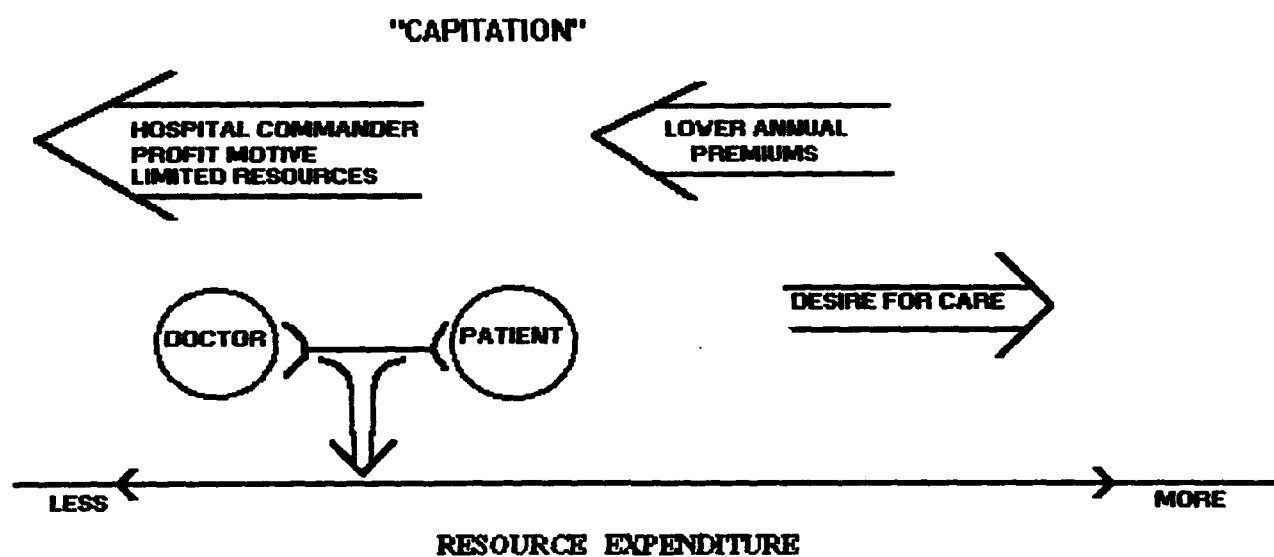 "CAPITATION"
HOSPITAL COMMANDER
PROFIT MOTIVE
LIMITED RESOURCES
LOWER ANNUAL
PREMIUMS
DESIRE FOR CARE
DOCTOR
PATIENT
LESS
MORE
RESOURCE EXPENDITURE